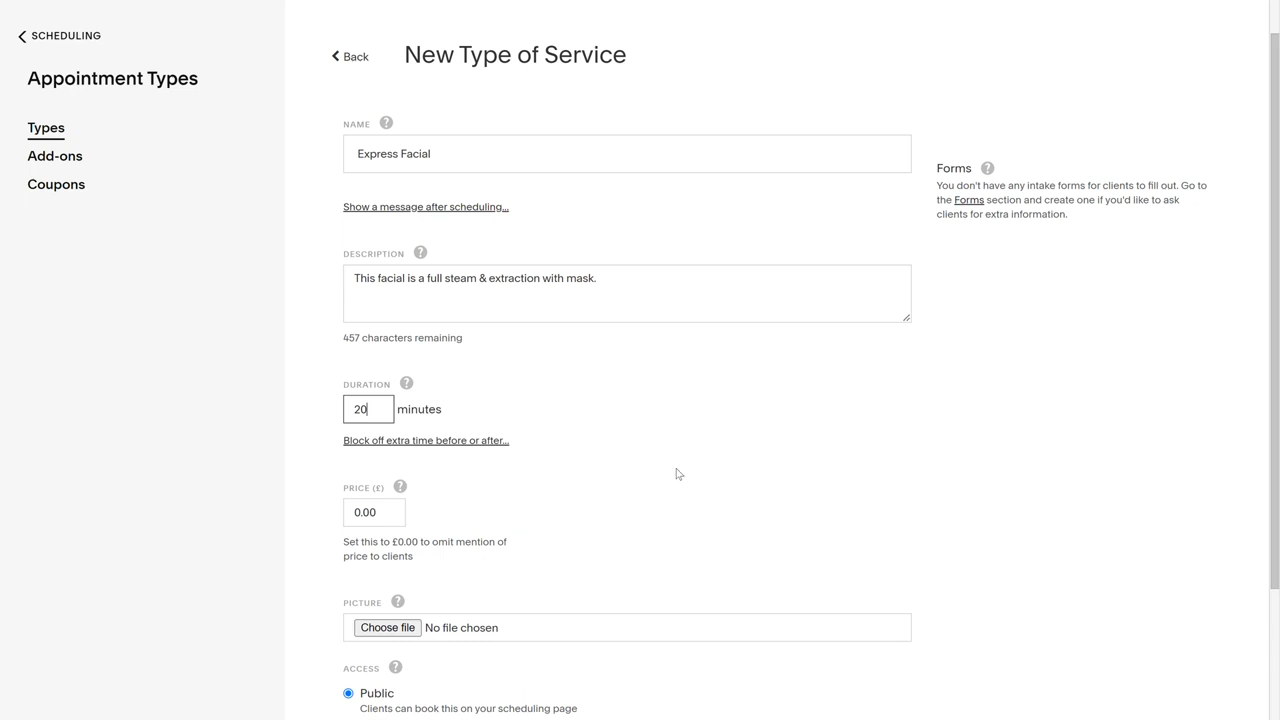 SCHEDULING
Appointment Types
Types
Add-ons
Coupons
Back
New Type of Service
NAME ?
Express Facial
Show a message after scheduling...
DESCRIPTION ?
This facial is a full steam & extraction with mask.
457 characters remaining
DURATION ?
20 minutes
Block off extra time before or after...
PRICE (£) ?
0.00
Set this to £0.00 to omit mention of
price to clients
PICTURE ?
Choose file No file chosen
ACCESS ?
Public
Clients can book this on your scheduling page
Forms ?
You don't have any intake forms for clients to fill out. Go to
the Forms section and create one if you'd like to ask
clients for extra information.